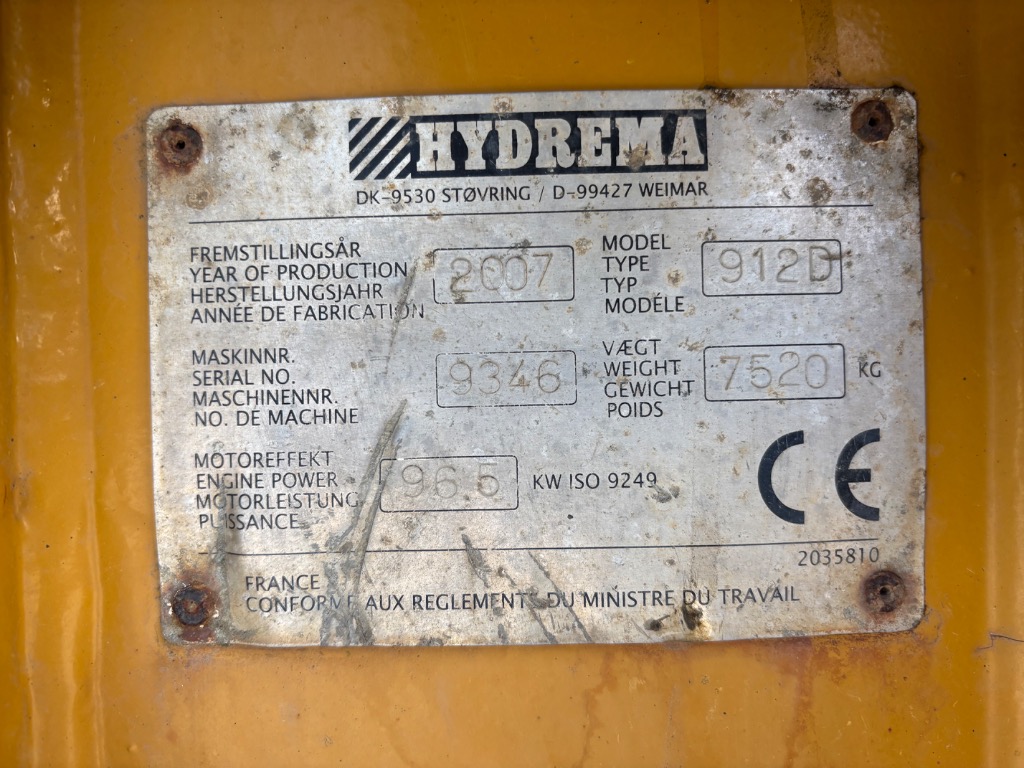 HYDREMA
DK-9530 STØVRING / D-99427 WEIMAR
FREMSTILLINGSÅR
YEAR OF PRODUCTION
HERSTELLUNGSJAHR
ANNÉE DE FABRICATION
2007
MODEL
TYPE
TYP
MODÉLE
912D
MASKINNR.
SERIAL NO.
MASCHINENNR.
NO. DE MACHINE
9346
VÆGT
WEIGHT
GEWICHT
POIDS
7520 KG
MOTOREFFEKT
ENGINE POWER
MOTORLEISTUNG
PUISSANCE
96.5 KW ISO 9249
CE
2035810
FRANCE
CONFORME AUX REGLEMENTS DU MINISTRE DU TRAVAIL